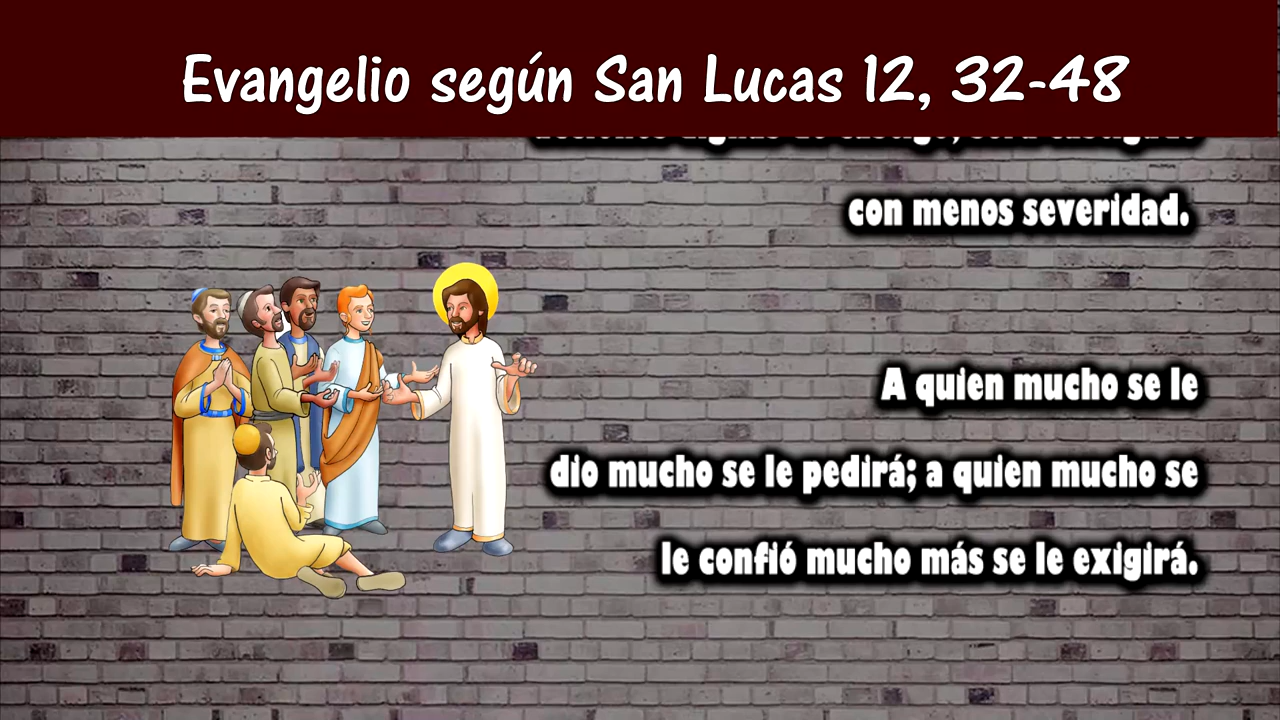 Evangelio según San Lucas 12, 32-48
con menos severidad.
A quien mucho se le
dio mucho se le pedirá; a quien mucho se
le confió mucho más se le exigirá.